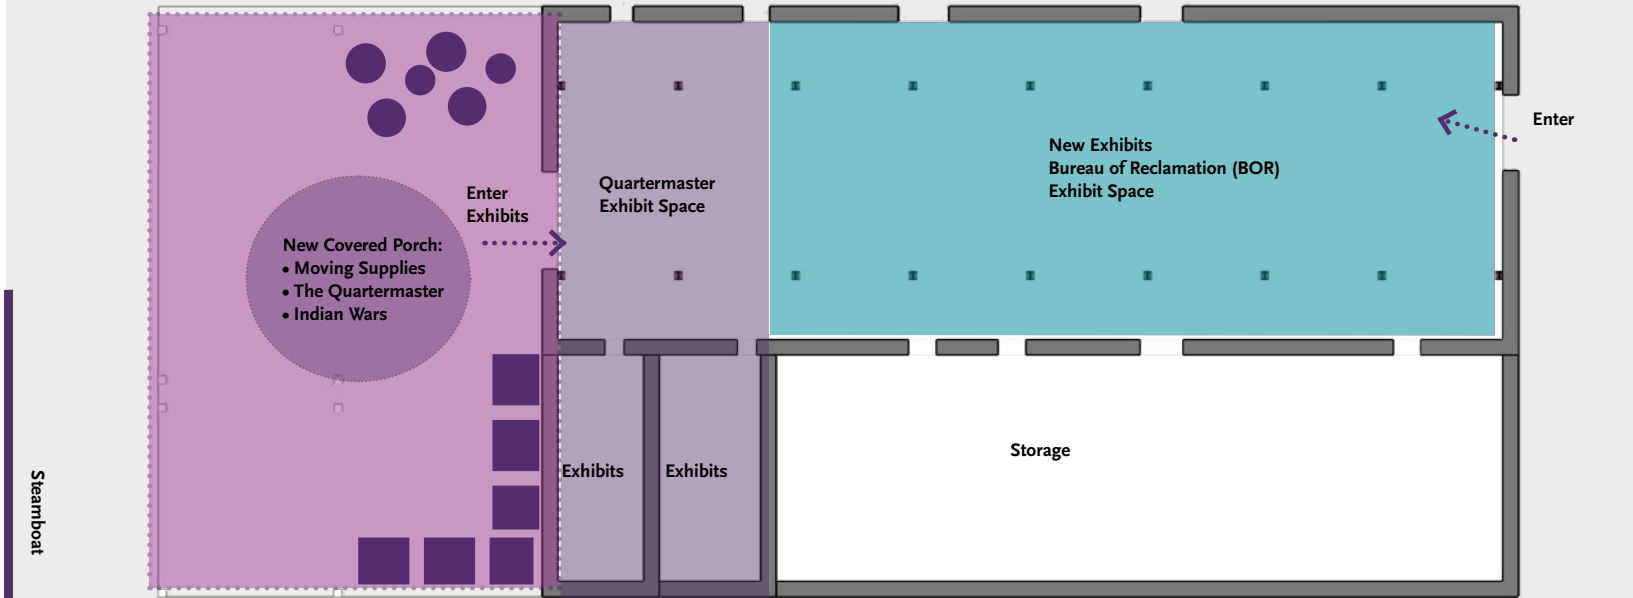 Enter
Enter
Exhibits
Quartermaster
Exhibit Space
New Exhibits
Bureau of Reclamation (BOR)
Exhibit Space
New Covered Porch:
• Moving Supplies
• The Quartermaster
• Indian Wars
Exhibits
Exhibits
Storage
Steamboat